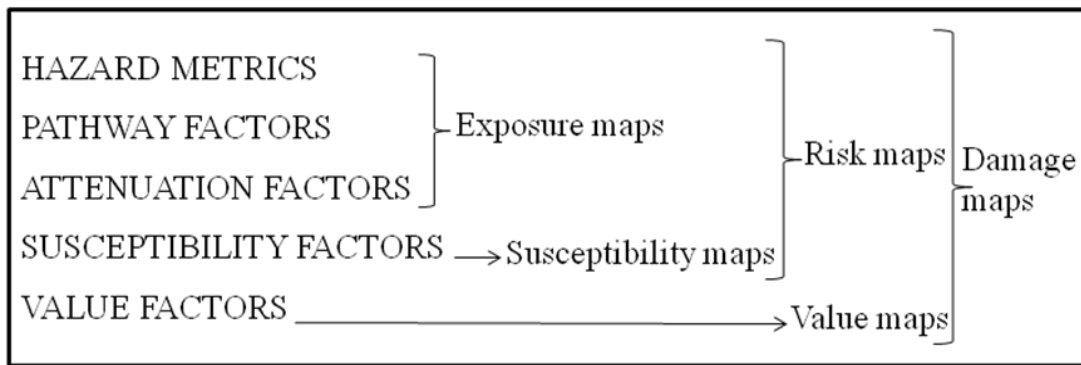 HAZARD METRICS
PATHWAY FACTORS
Exposure maps
ATTENUATION FACTORS
Risk maps
Damage
maps
SUSCEPTIBILITY FACTORS
Susceptibility maps
VALUE FACTORS
Value maps